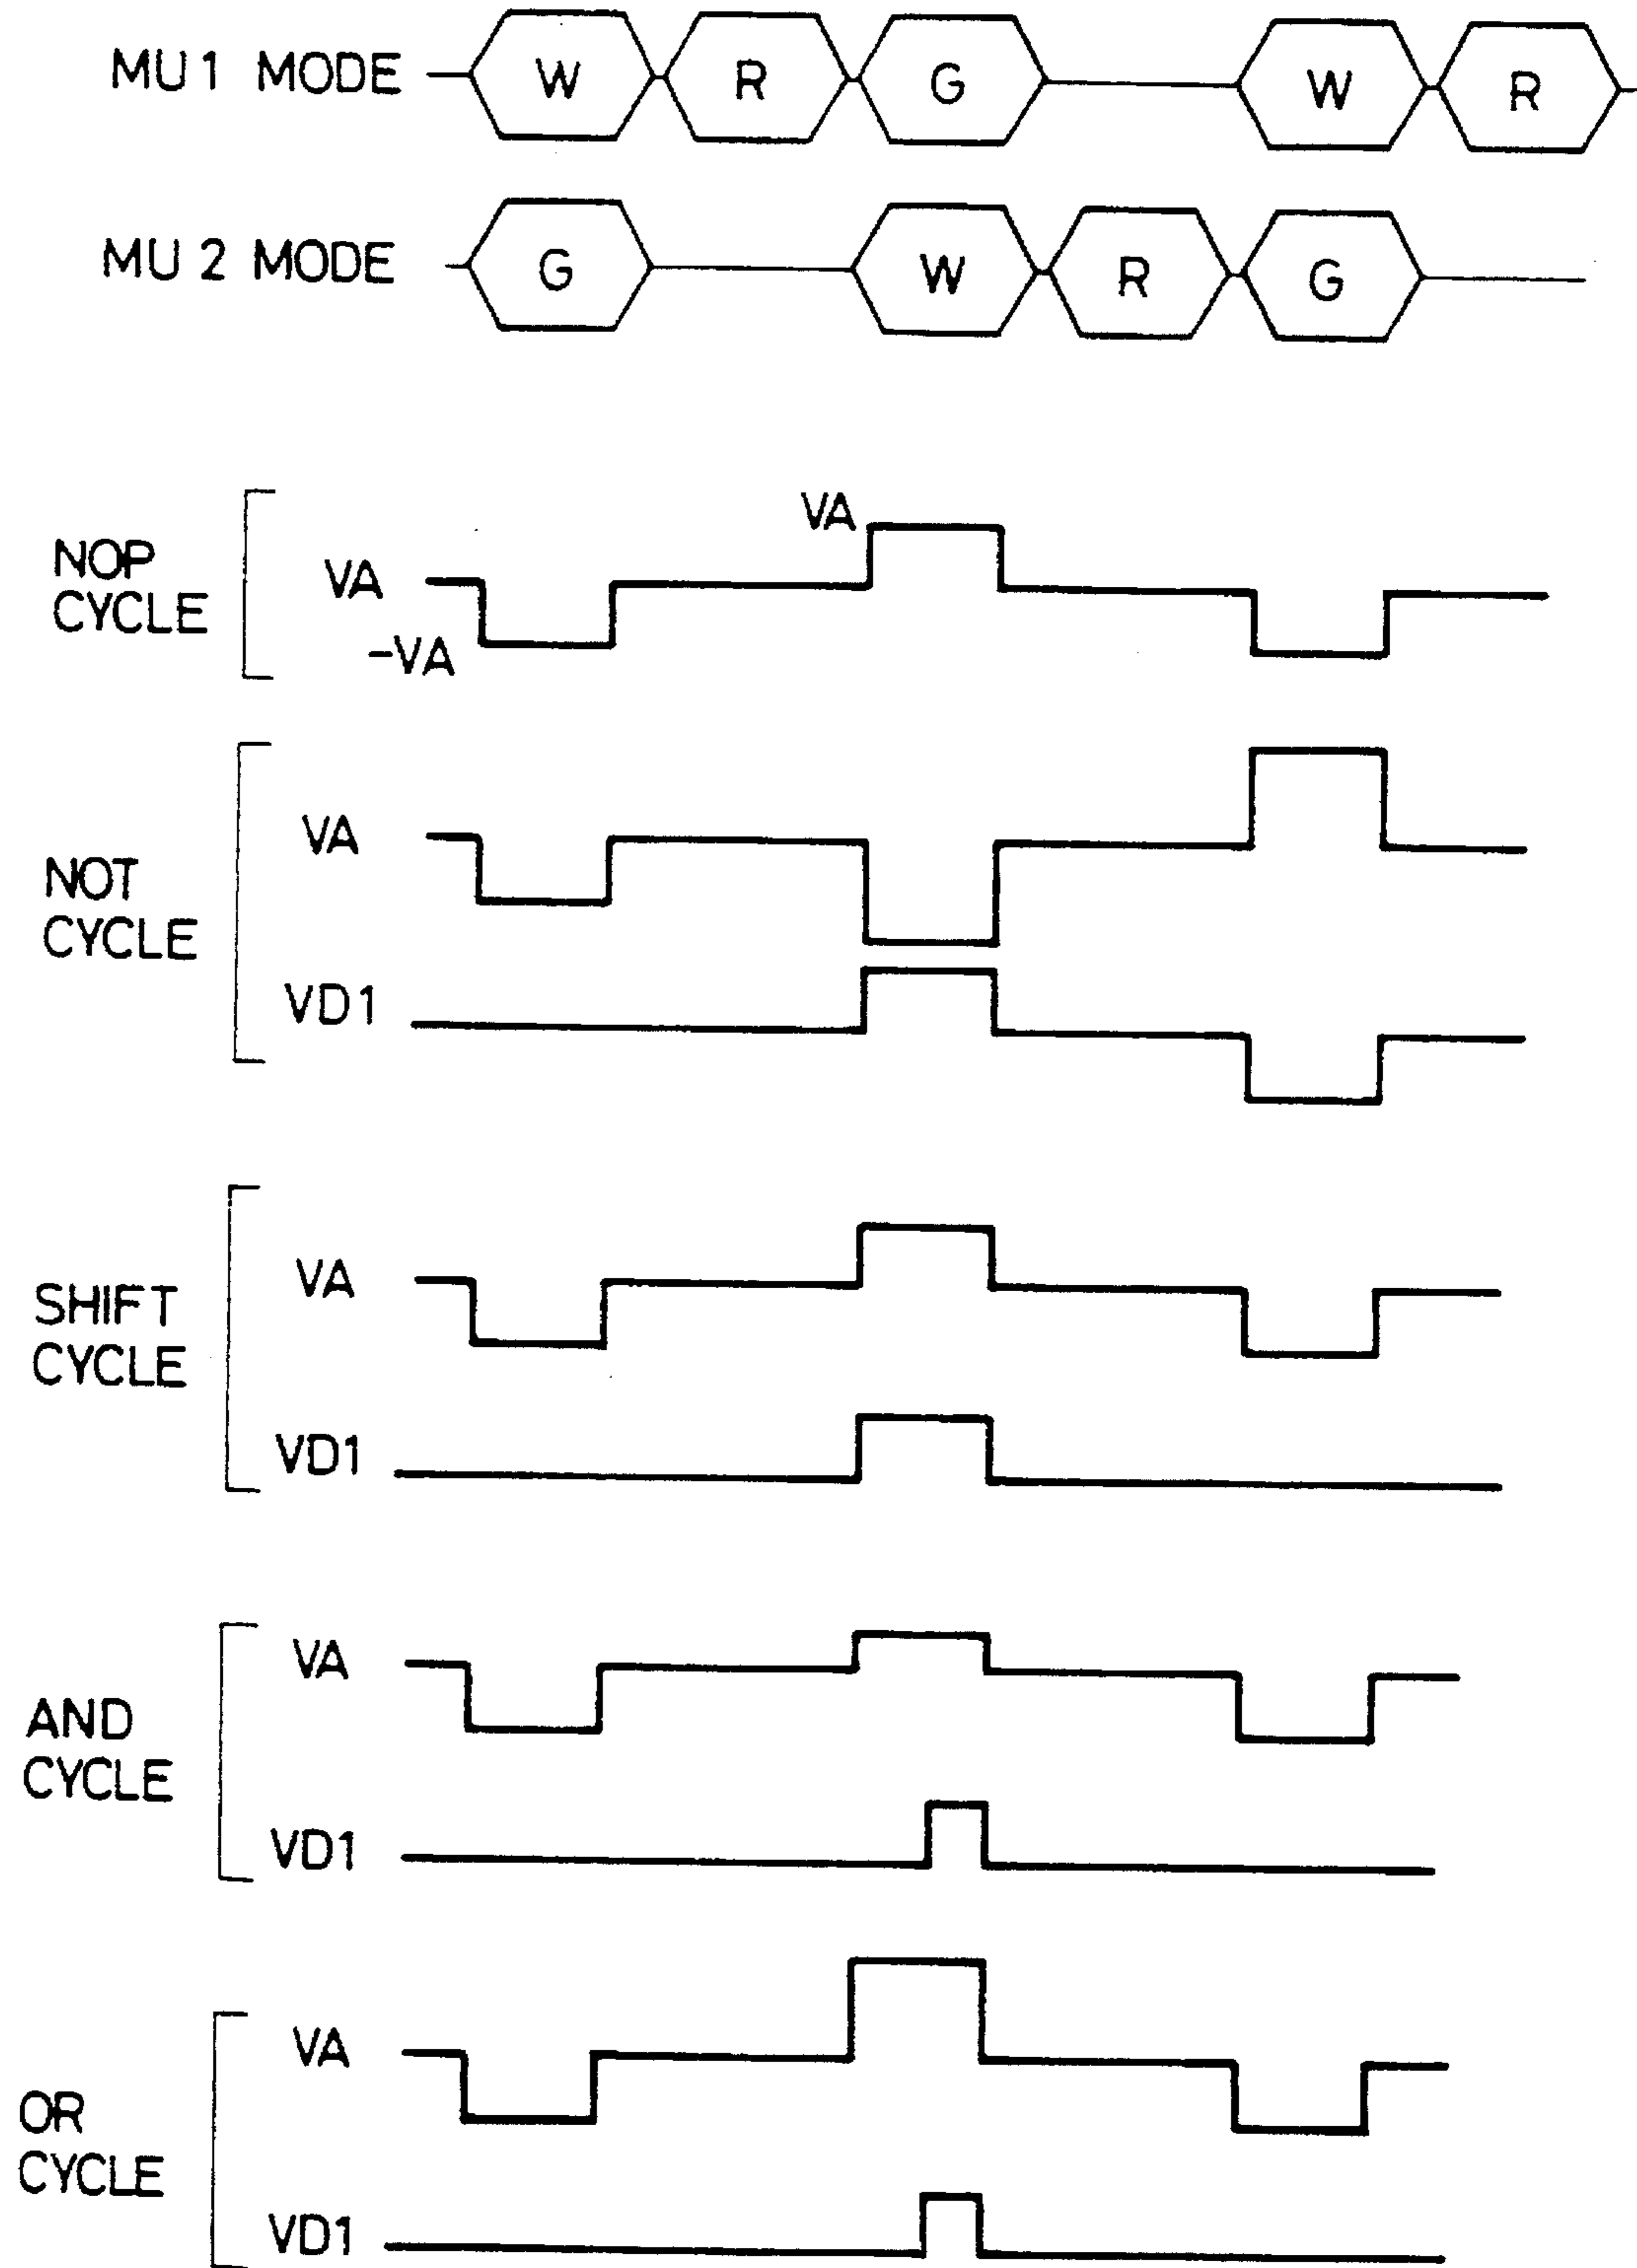 MU 1 MODE W R G W R
MU 2 MODE G W R G
VA
NOP
CYCLE
VA
-VA
VA
NOT
CYCLE
VD1
VA
SHIFT
CYCLE
VD1
VA
AND
CYCLE
VD1
VA
OR
CYCLE
VD1